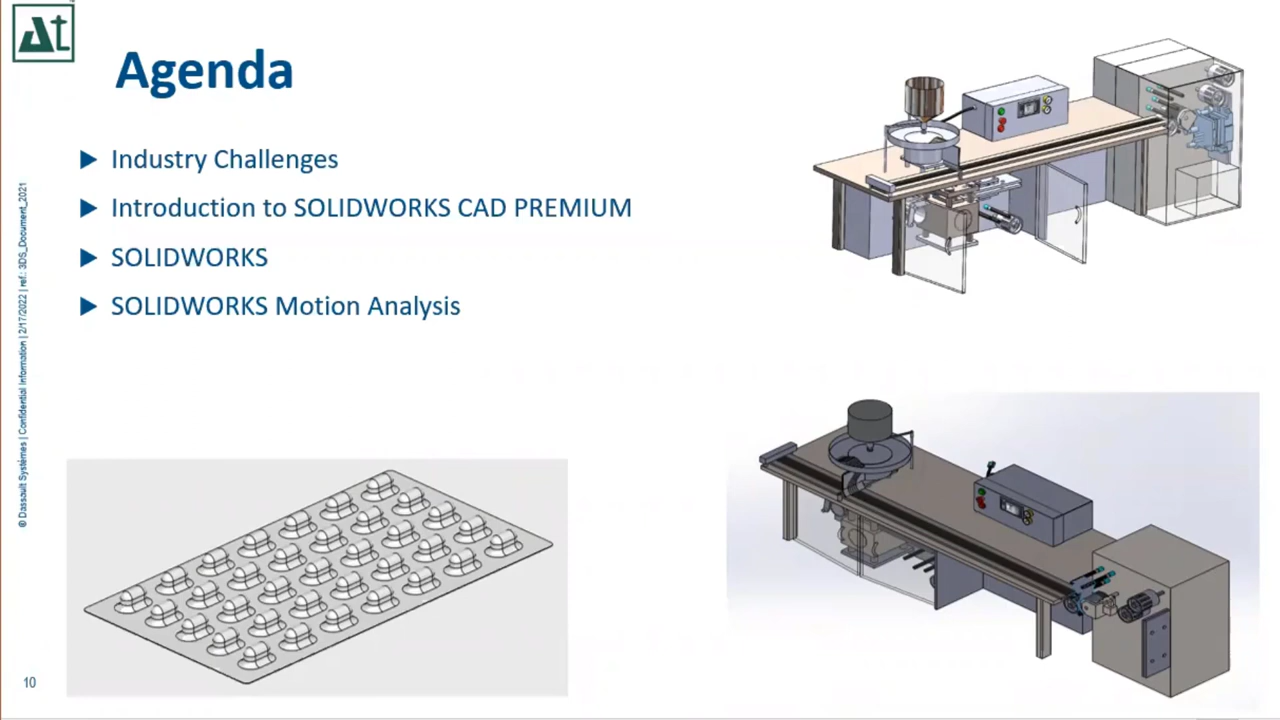 At
Agenda
▶ Industry Challenges
▶ Introduction to SOLIDWORKS CAD PREMIUM
▶ SOLIDWORKS
▶ SOLIDWORKS Motion Analysis
© Dassault Systèmes | Confidential Information | 2/17/2022 | ref.: 3DS_Document_2021
10